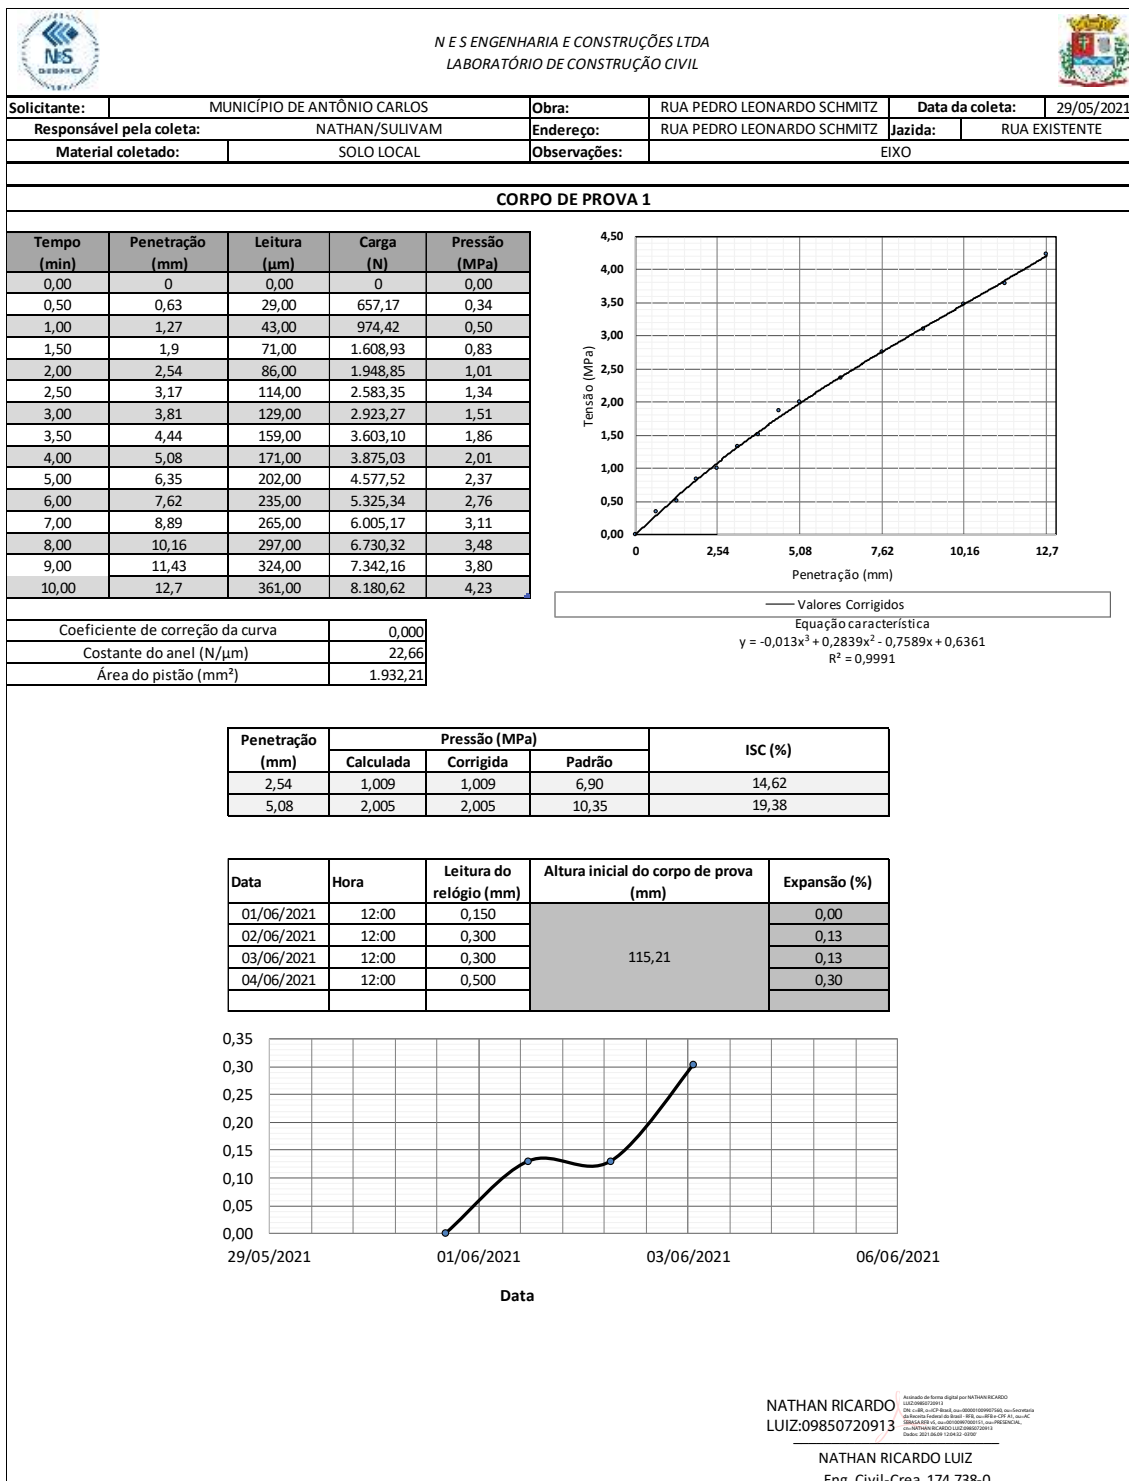 NES
ENGENHARIA
N E S ENGENHARIA E CONSTRUÇÕES LTDA
LABORATÓRIO DE CONSTRUÇÃO CIVIL
Solicitante: MUNICÍPIO DE ANTÔNIO CARLOS Obra: RUA PEDRO LEONARDO SCHMITZ Data da coleta: 29/05/2021
Responsável pela coleta: NATHAN/SULIVAM Endereço: RUA PEDRO LEONARDO SCHMITZ Jazida: RUA EXISTENTE
Material coletado: SOLO LOCAL Observações: EIXO
CORPO DE PROVA 1
Tempo (min) Penetração (mm) Leitura (µm) Carga (N) Pressão (MPa)
0,00 0 0,00 0 0,00
0,50 0,63 29,00 657,17 0,34
1,00 1,27 43,00 974,42 0,50
1,50 1,9 71,00 1.608,93 0,83
2,00 2,54 86,00 1.948,85 1,01
2,50 3,17 114,00 2.583,35 1,34
3,00 3,81 129,00 2.923,27 1,51
3,50 4,44 159,00 3.603,10 1,86
4,00 5,08 171,00 3.875,03 2,01
5,00 6,35 202,00 4.577,52 2,37
6,00 7,62 235,00 5.325,34 2,76
7,00 8,89 265,00 6.005,17 3,11
8,00 10,16 297,00 6.730,32 3,48
9,00 11,43 324,00 7.342,16 3,80
10,00 12,7 361,00 8.180,62 4,23
4,50
4,00
3,50
3,00
2,50
2,00
1,50
1,00
0,50
0,00
Tensão (MPa)
0 2,54 5,08 7,62 10,16 12,7
Penetração (mm)
Valores Corrigidos
Equação característica
y = -0,013x³ + 0,2839x² - 0,7589x + 0,6361
R² = 0,9991
Coeficiente de correção da curva 0,000
Costante do anel (N/µm) 22,66
Área do pistão (mm²) 1.932,21
Penetração (mm) Pressão (MPa) ISC (%)
Calculada Corrigida Padrão
2,54 1,009 1,009 6,90 14,62
5,08 2,005 2,005 10,35 19,38
Data Hora Leitura do relógio (mm) Altura inicial do corpo de prova (mm) Expansão (%)
01/06/2021 12:00 0,150 0,00
02/06/2021 12:00 0,300 0,13
03/06/2021 12:00 0,300 115,21 0,13
04/06/2021 12:00 0,500 0,30
0,35
0,30
0,25
0,20
0,15
0,10
0,05
0,00
29/05/2021 01/06/2021 03/06/2021 06/06/2021
Data
NATHAN RICARDO
LUIZ:09850720913
Assinado de forma digital por NATHAN RICARDO
LUIZ:09850720913
NATHAN RICARDO LUIZ
Eng. Civil-Crea 174.738-0